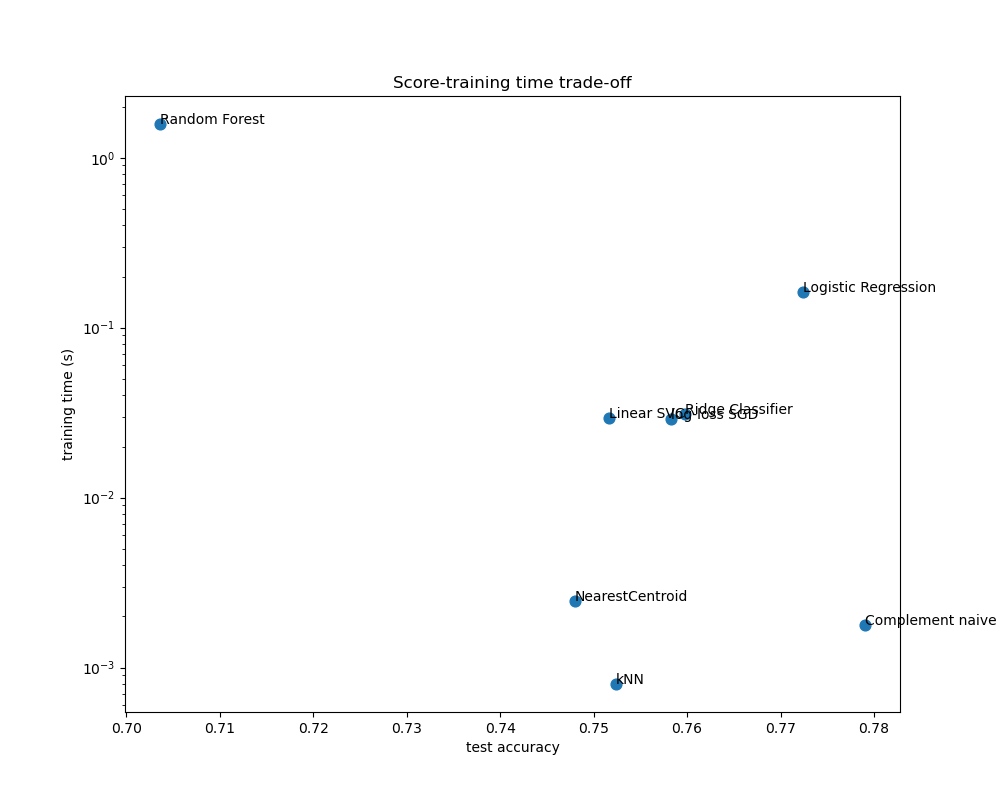 Score-training time trade-off
Random Forest
Logistic Regression
Ridge Classifier
Linear SVC
log-loss SGD
NearestCentroid
Complement naive
kNN
10⁰
10⁻¹
10⁻²
10⁻³
training time (s)
0.70 0.71 0.72 0.73 0.74 0.75 0.76 0.77 0.78
test accuracy